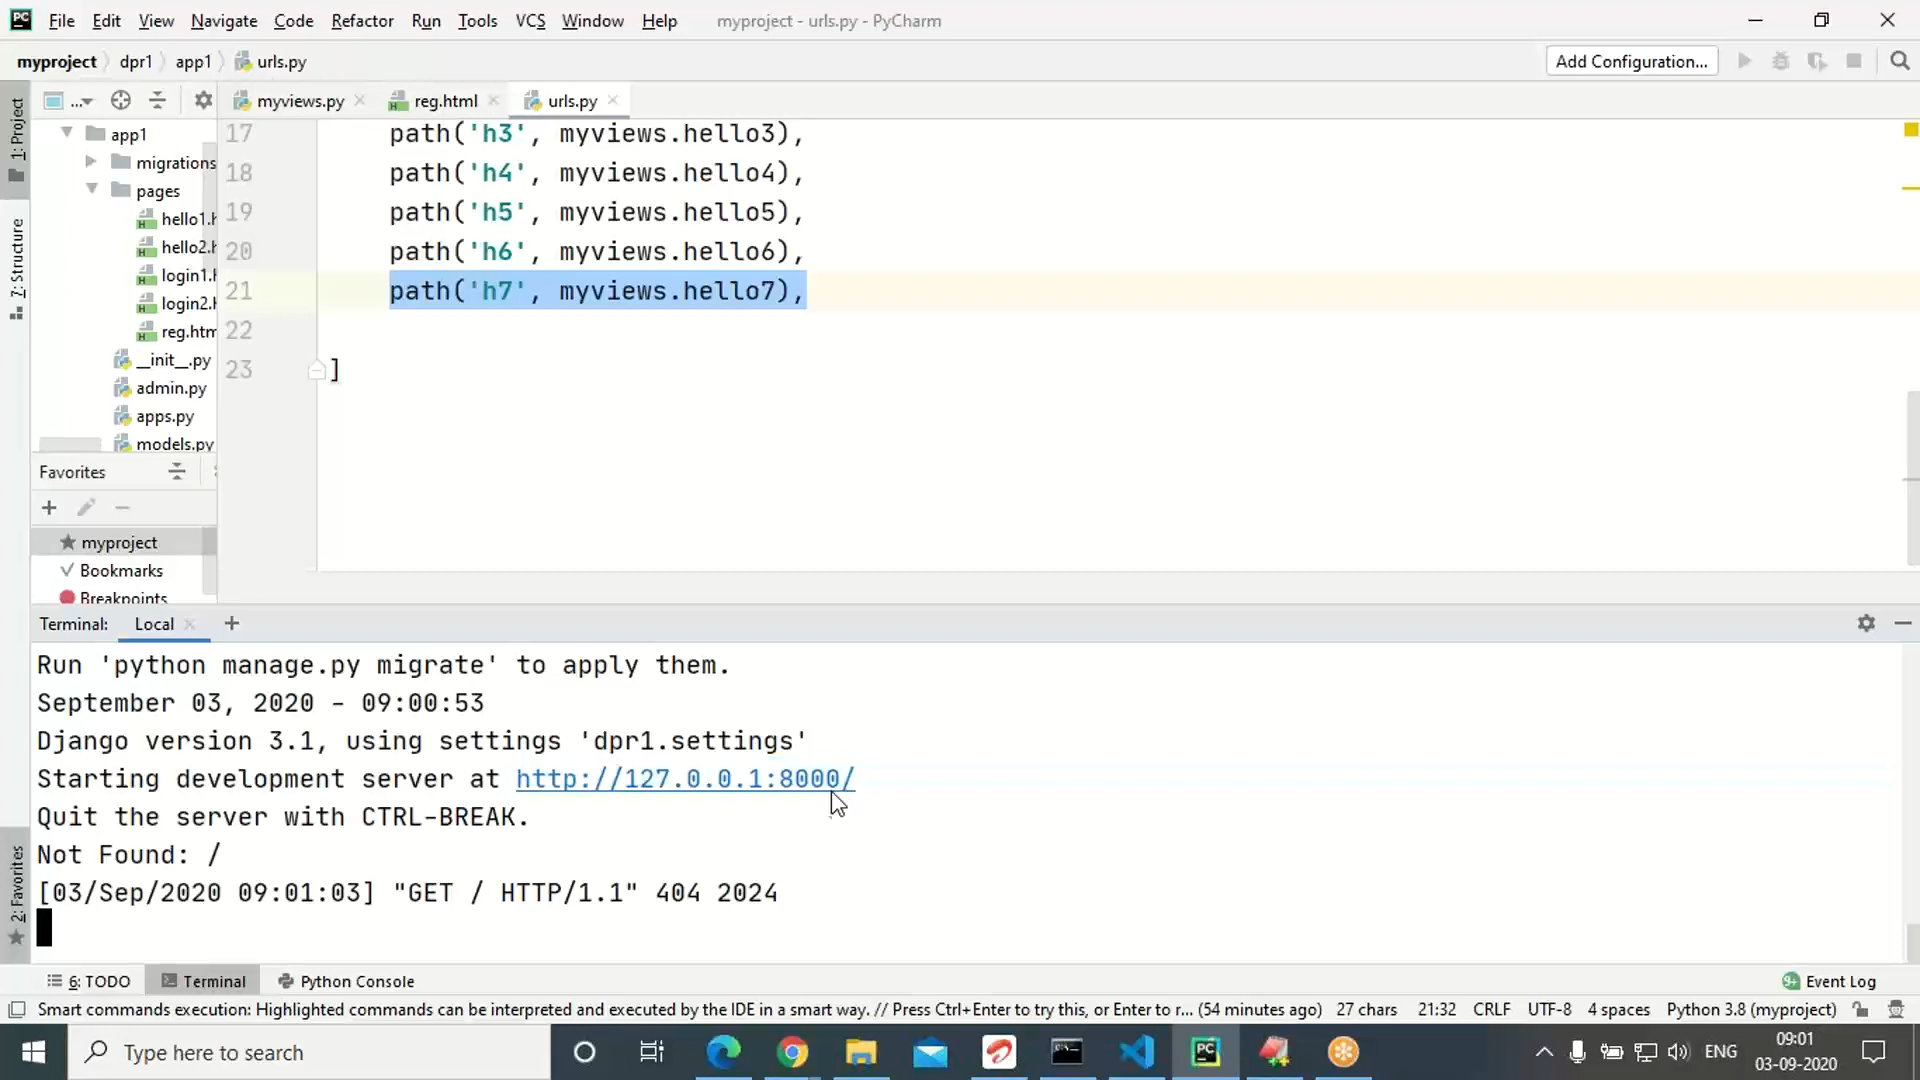 PC File Edit View Navigate Code Refactor Run Tools VCS Window Help myproject - urls.py - PyCharm
myproject dpr1 app1 urls.py Add Configuration...
1: Project
... myviews.py reg.html urls.py
app1
migrations
pages
hello1.h
hello2.h
login1.h
login2.h
reg.htm
__init__.py
admin.py
apps.py
models.py
17 path('h3', myviews.hello3),
18 path('h4', myviews.hello4),
19 path('h5', myviews.hello5),
20 path('h6', myviews.hello6),
21 path('h7', myviews.hello7),
22
23 ]
7: Structure
Favorites
myproject
Bookmarks
Breakpoints
Terminal: Local +
Run 'python manage.py migrate' to apply them.
September 03, 2020 - 09:00:53
Django version 3.1, using settings 'dpr1.settings'
Starting development server at http://127.0.0.1:8000/
Quit the server with CTRL-BREAK.
Not Found: /
[03/Sep/2020 09:01:03] "GET / HTTP/1.1" 404 2024
2: Favorites
6: TODO Terminal Python Console Event Log
Smart commands execution: Highlighted commands can be interpreted and executed by the IDE in a smart way. // Press Ctrl+Enter to try this, or Enter to r... (54 minutes ago) 27 chars 21:32 CRLF UTF-8 4 spaces Python 3.8 (myproject)
Type here to search PC ENG 09:01
03-09-2020